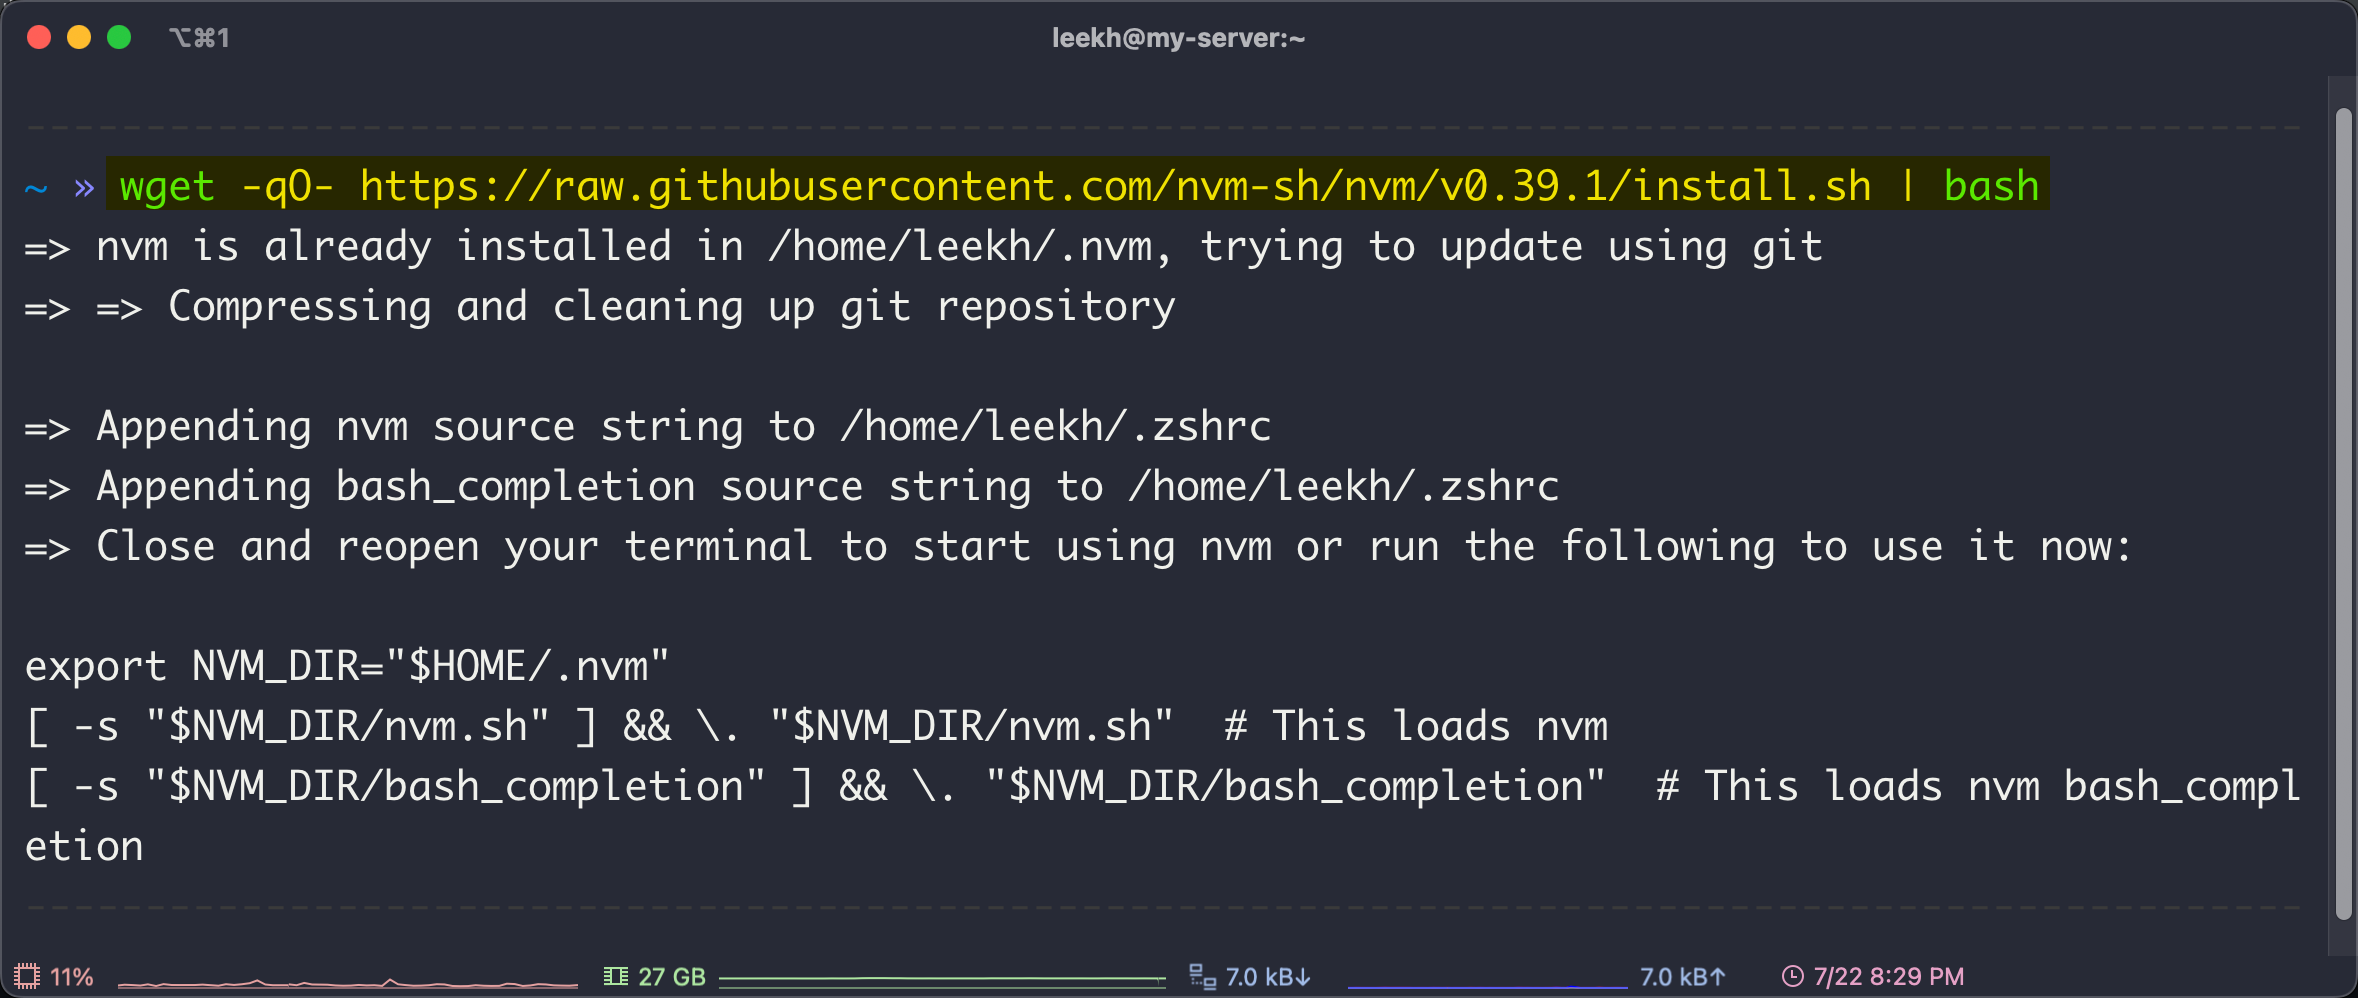 ⌥⌘1 leekh@my-server:~
~ » wget -qO- https://raw.githubusercontent.com/nvm-sh/nvm/v0.39.1/install.sh | bash
=> nvm is already installed in /home/leekh/.nvm, trying to update using git
=> => Compressing and cleaning up git repository
=> Appending nvm source string to /home/leekh/.zshrc
=> Appending bash_completion source string to /home/leekh/.zshrc
=> Close and reopen your terminal to start using nvm or run the following to use it now:
export NVM_DIR="$HOME/.nvm"
[ -s "$NVM_DIR/nvm.sh" ] && \. "$NVM_DIR/nvm.sh"  # This loads nvm
[ -s "$NVM_DIR/bash_completion" ] && \. "$NVM_DIR/bash_completion"  # This loads nvm bash_compl
etion
11% 27 GB 7.0 kB↓ 7.0 kB↑ 7/22 8:29 PM